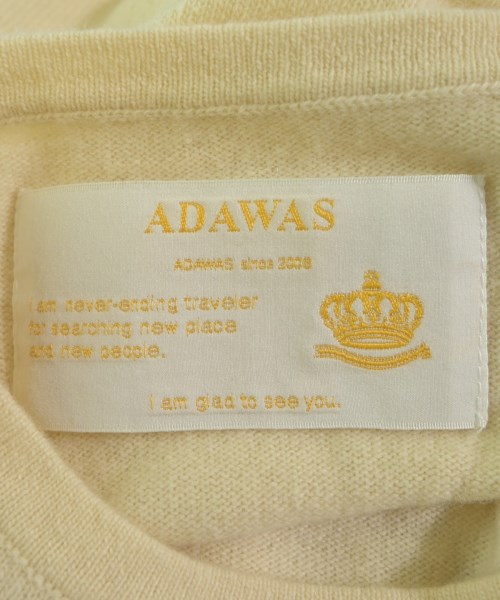 ADAWAS
ADAWAS since 2008
I am never-ending traveler
for searching new place
and new people.
I am glad to see you.